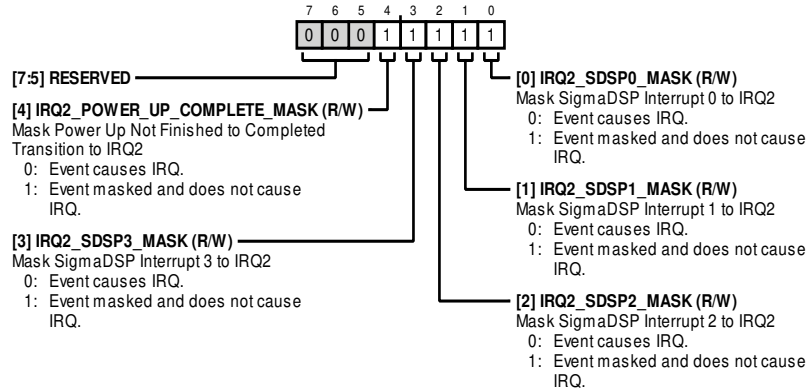 7 6 5 4 3 2 1 0
0 0 0 1 1 1 1 1
[7:5] RESERVED
[4] IRQ2_POWER_UP_COMPLETE_MASK (R/W)
Mask Power Up Not Finished to Completed
Transition to IRQ2
0: Event causes IRQ.
1: Event masked and does not cause
IRQ.
[3] IRQ2_SDSP3_MASK (R/W)
Mask SigmaDSP Interrupt 3 to IRQ2
0: Event causes IRQ.
1: Event masked and does not cause
IRQ.
[0] IRQ2_SDSP0_MASK (R/W)
Mask SigmaDSP Interrupt 0 to IRQ2
0: Event causes IRQ.
1: Event masked and does not cause
IRQ.
[1] IRQ2_SDSP1_MASK (R/W)
Mask SigmaDSP Interrupt 1 to IRQ2
0: Event causes IRQ.
1: Event masked and does not cause
IRQ.
[2] IRQ2_SDSP2_MASK (R/W)
Mask SigmaDSP Interrupt 2 to IRQ2
0: Event causes IRQ.
1: Event masked and does not cause
IRQ.